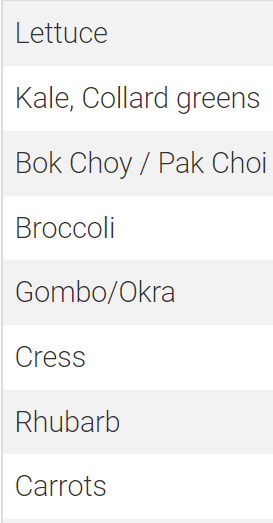 Lettuce
Kale, Collard greens
Bok Choy / Pak Choi
Broccoli
Gombo/Okra
Cress
Rhubarb
Carrots